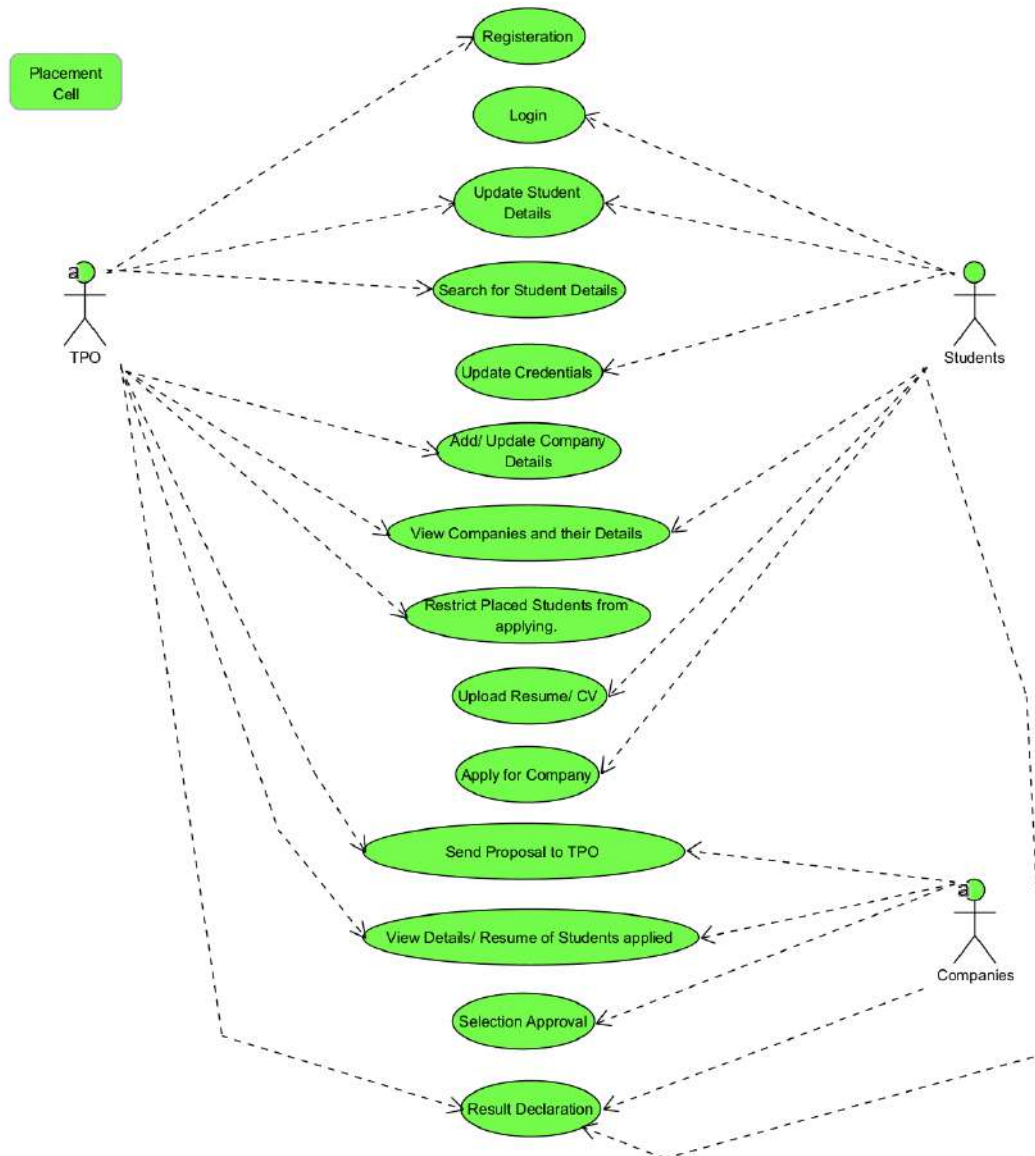 Registeration
Placement
Cell
Login
Update Student
Details
a
TPO
Search for Student Details
Students
Update Credentials
Add/ Update Company
Details
View Companies and their Details
Restrict Placed Students from
applying.
Upload Resume/ CV
Apply for Company
Send Proposal to TPO
a
Companies
View Details/ Resume of Students applied
Selection Approval
Result Declaration